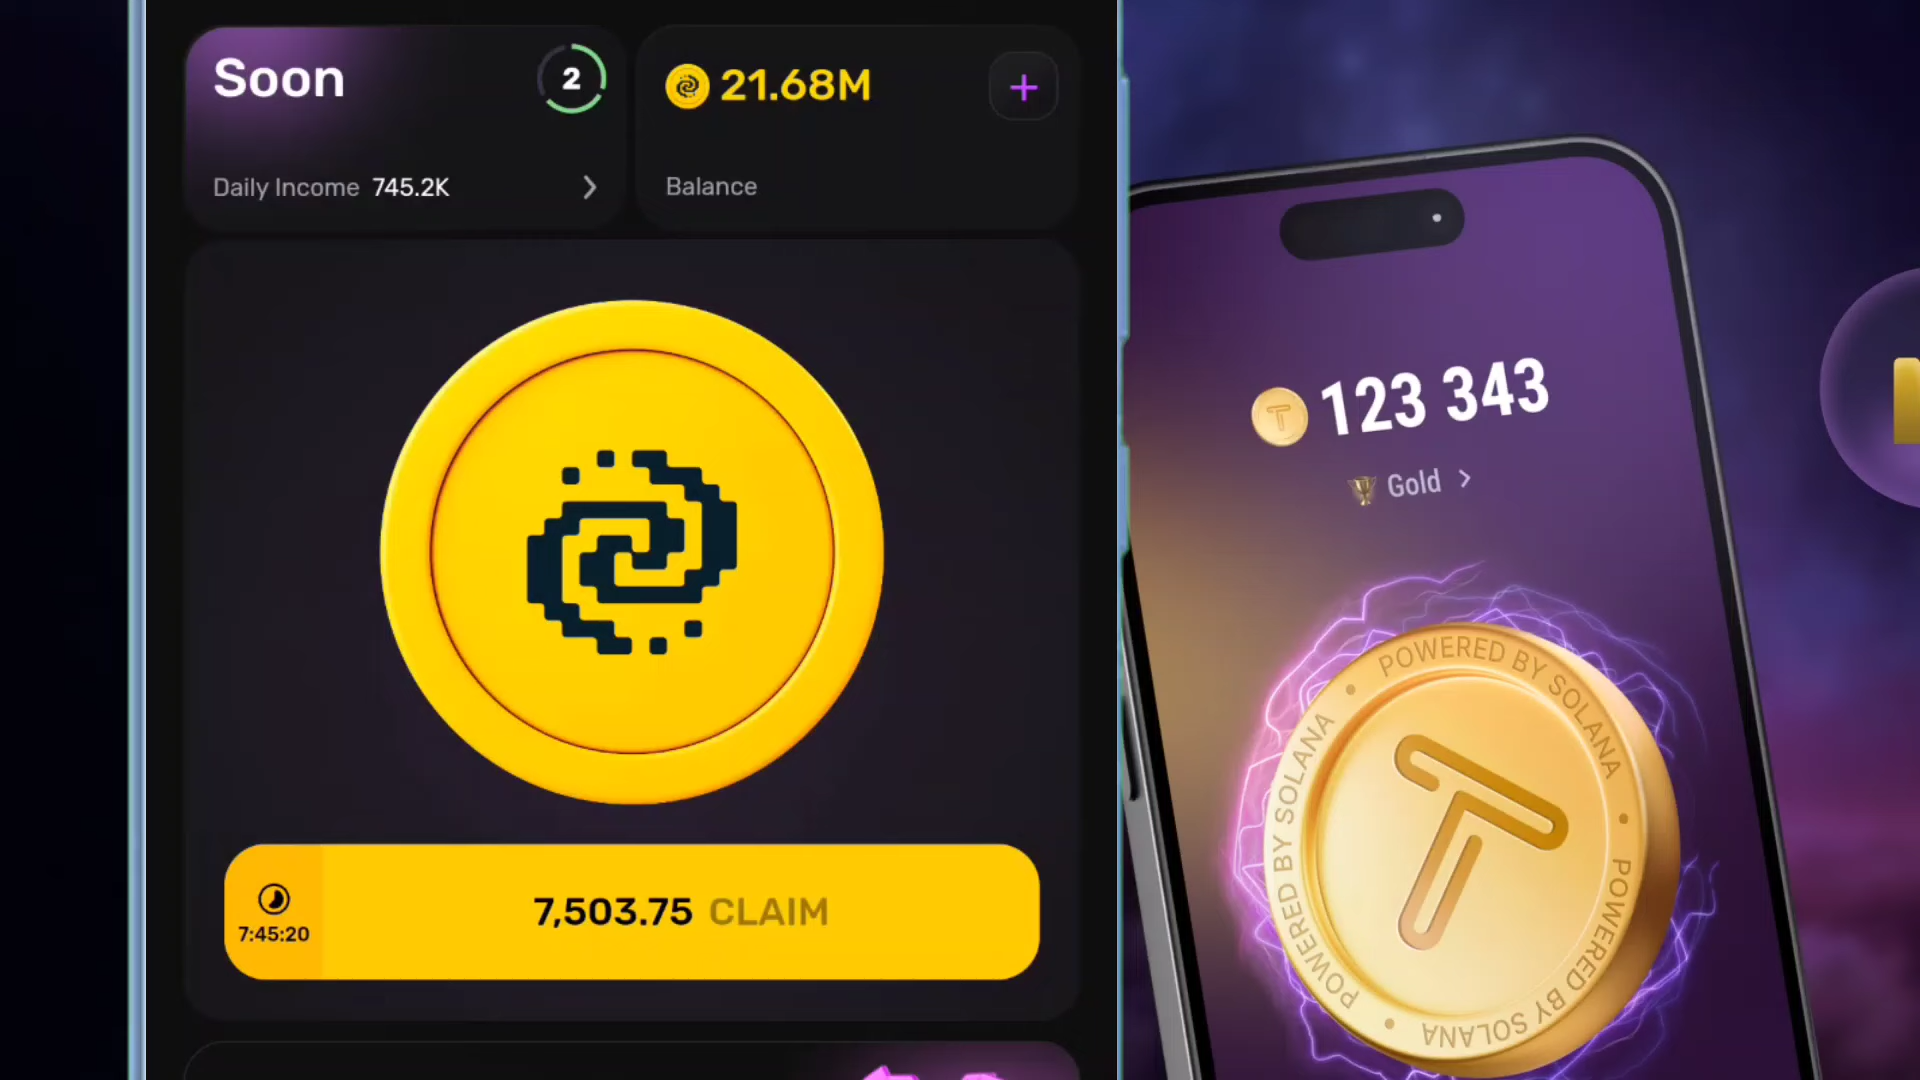 Soon
2
Daily Income 745.2K
21.68M
Balance
7:45:20
7,503.75 CLAIM
123 343
Gold
POWERED BY SOLANA • POWERED BY SOLANA • POWERED BY SOLANA •